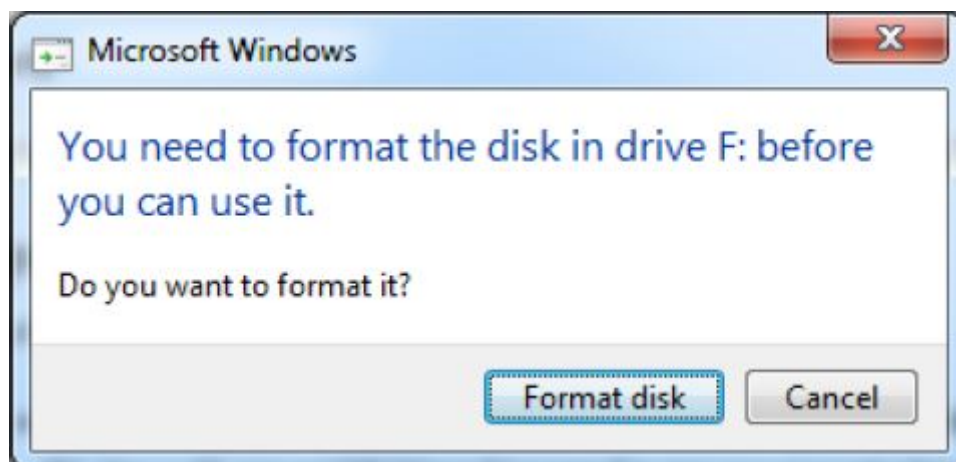 Microsoft Windows
You need to format the disk in drive F: before
you can use it.
Do you want to format it?
Format disk
Cancel